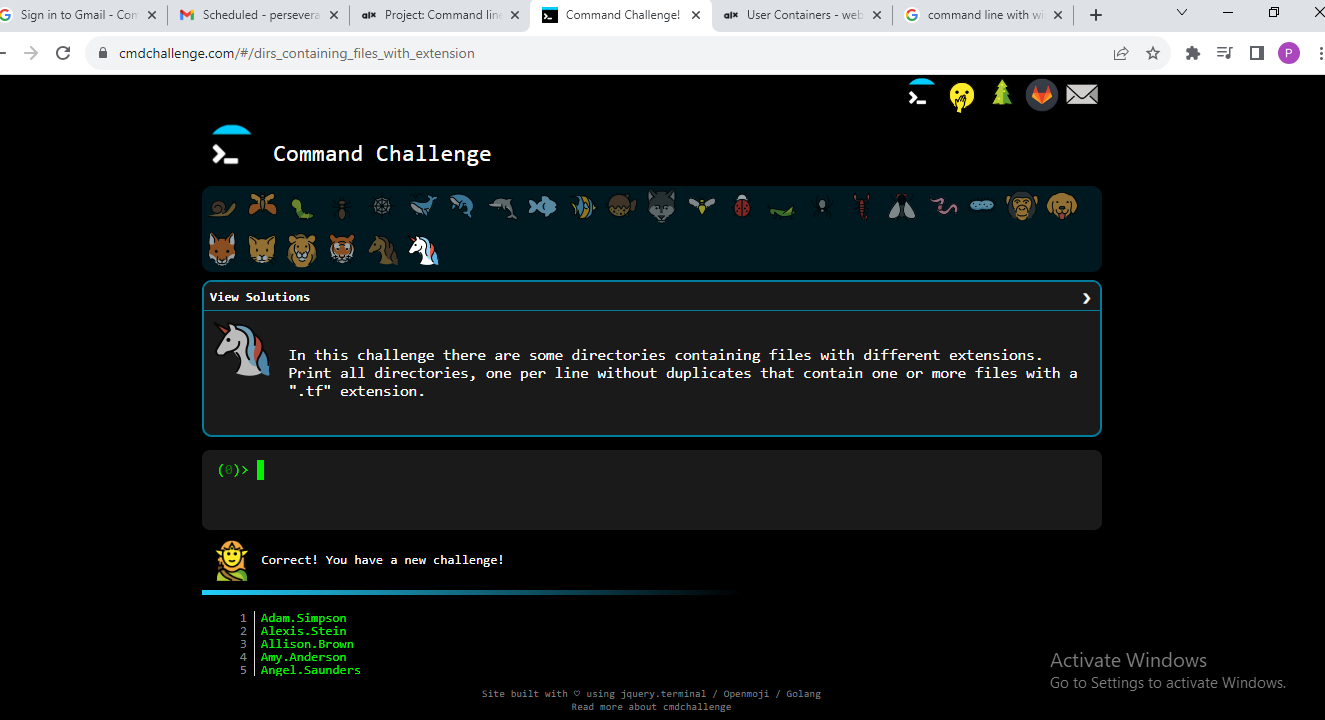 Sign in to Gmail - Con
Scheduled - persevera
Project: Command line
Command Challenge!
User Containers - web
command line with wi
cmdchallenge.com/#/dirs_containing_files_with_extension
P
Command Challenge
View Solutions
In this challenge there are some directories containing files with different extensions.
Print all directories, one per line without duplicates that contain one or more files with a
".tf" extension.
(0)>
Correct! You have a new challenge!
1 Adam.Simpson
2 Alexis.Stein
3 Allison.Brown
4 Amy.Anderson
5 Angel.Saunders
Activate Windows
Go to Settings to activate Windows.
Site built with ♡ using jquery.terminal / Openmoji / Golang
Read more about cmdchallenge